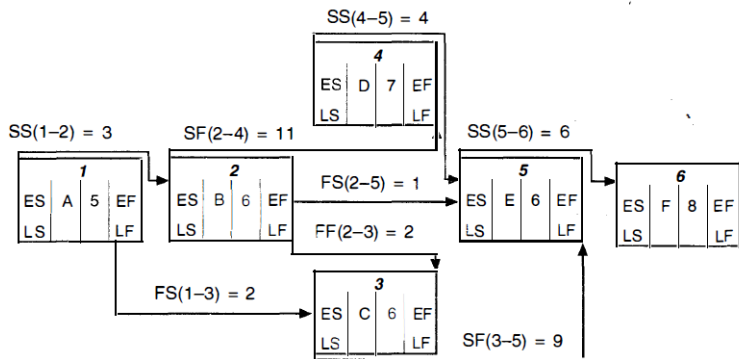 SS(4–5) = 4
4
ES D 7 EF
LS LF
SS(1–2) = 3
SF(2–4) = 11
SS(5–6) = 6
1
ES A 5 EF
LS LF
2
ES B 6 EF
LS LF
FS(2–5) = 1
5
ES E 6 EF
LS LF
6
ES F 8 EF
LS LF
FF(2–3) = 2
FS(1–3) = 2
3
ES C 6 EF
LS LF
SF(3–5) = 9